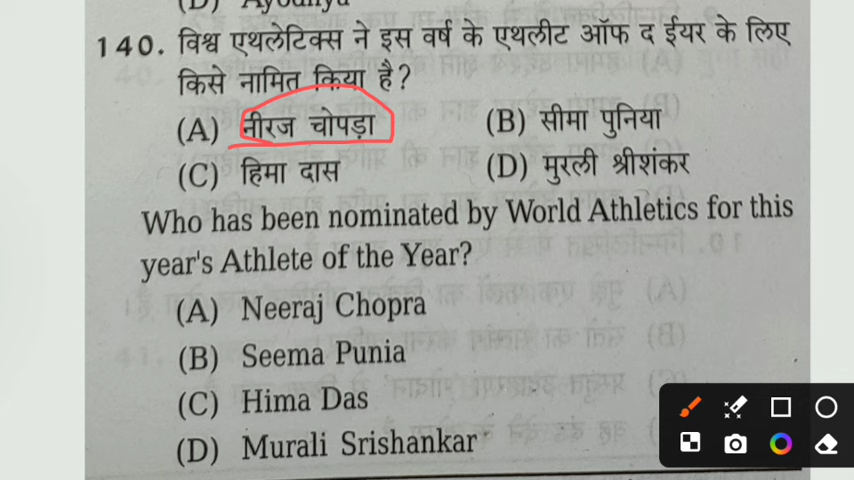 (D) Ayodhya
140. विश्व एथलेटिक्स ने इस वर्ष के एथलीट ऑफ द ईयर के लिए
किसे नामित किया है?
(A) नीरज चोपड़ा (B) सीमा पुनिया
(C) हिमा दास (D) मुरली श्रीशंकर
Who has been nominated by World Athletics for this
year's Athlete of the Year?
(A) Neeraj Chopra
(B) Seema Punia
(C) Hima Das
(D) Murali Srishankar